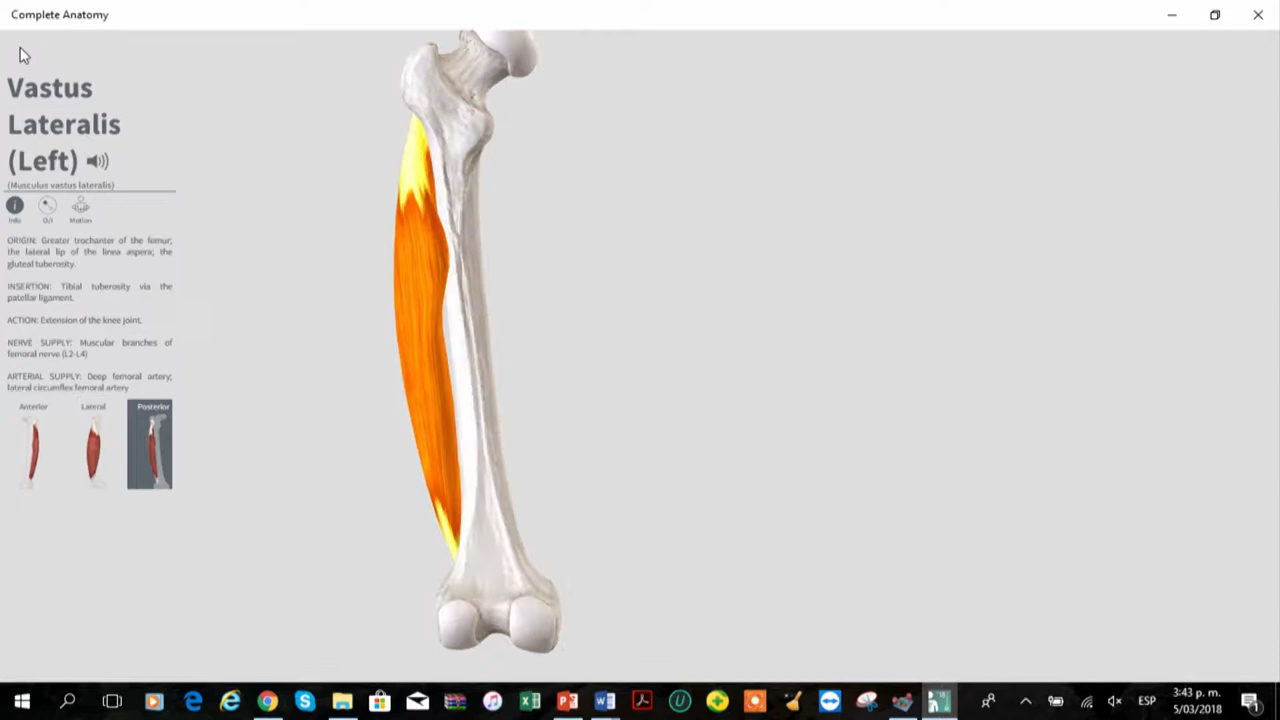 Complete Anatomy
Vastus
Lateralis
(Left)
(Musculus vastus lateralis)
Info O/I Motion
ORIGIN: Greater trochanter of the femur;
the lateral lip of the linea aspera; the
gluteal tuberosity.
INSERTION: Tibial tuberosity via the
patellar ligament.
ACTION: Extension of the knee joint.
NERVE SUPPLY: Muscular branches of
femoral nerve (L2-L4)
ARTERIAL SUPPLY: Deep femoral artery;
lateral circumflex femoral artery
Anterior Lateral Posterior
ESP
3:43 p. m.
5/03/2018